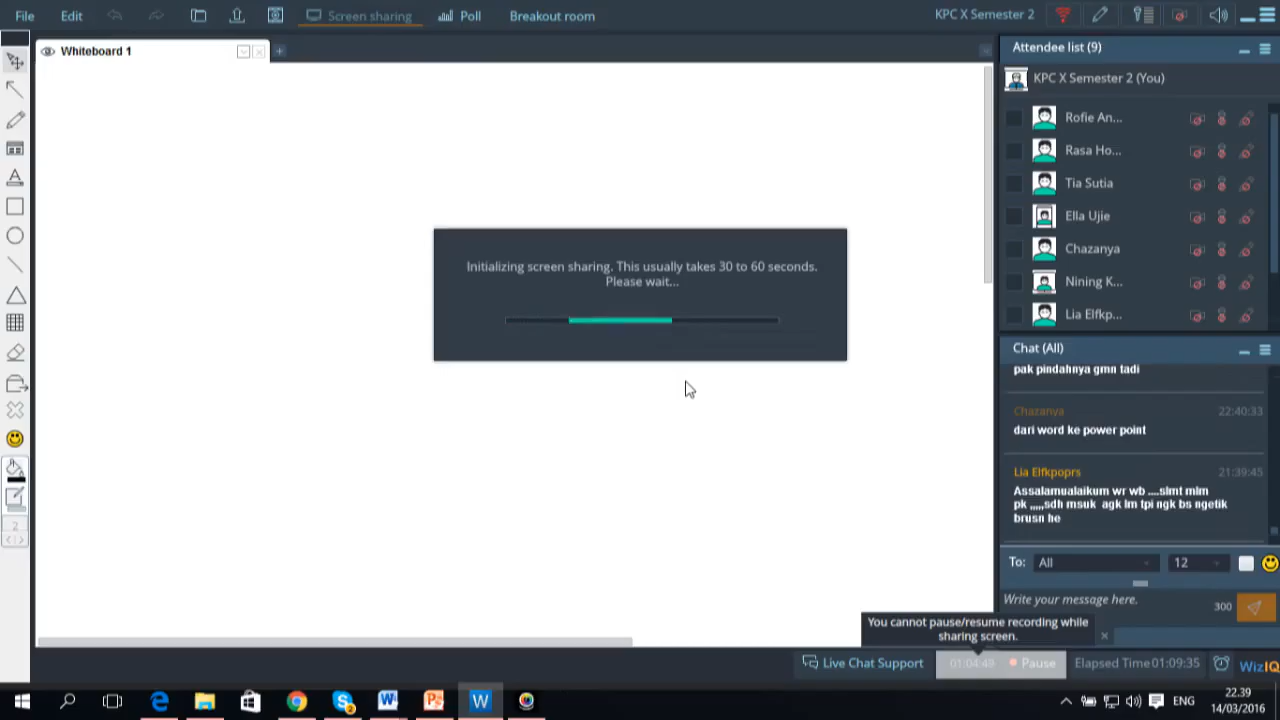 File Edit Screen sharing Poll Breakout room KPC X Semester 2
Whiteboard 1
Attendee list (9)
KPC X Semester 2 (You)
Rofie An...
Rasa Ho...
Tia Sutia
Ella Ujie
Chazanya
Nining K...
Lia Elfkp...
Initializing screen sharing. This usually takes 30 to 60 seconds.
Please wait...
Chat (All)
pak pindahnya gmn tadi
Chazanya 22:40:33
dari word ke power point
Lia Elfkpoprs 21:39:45
Assalamualaikum wr wb ....slmt mlm
pk ,,,,,sdh msuk agk lm tpi ngk bs ngetik
brusn he
To: All 12
Write your message here. 300
You cannot pause/resume recording while
sharing screen.
2
Live Chat Support 01:04:49 Pause Elapsed Time 01:09:35 WizIQ
ENG
22.39
14/03/2016